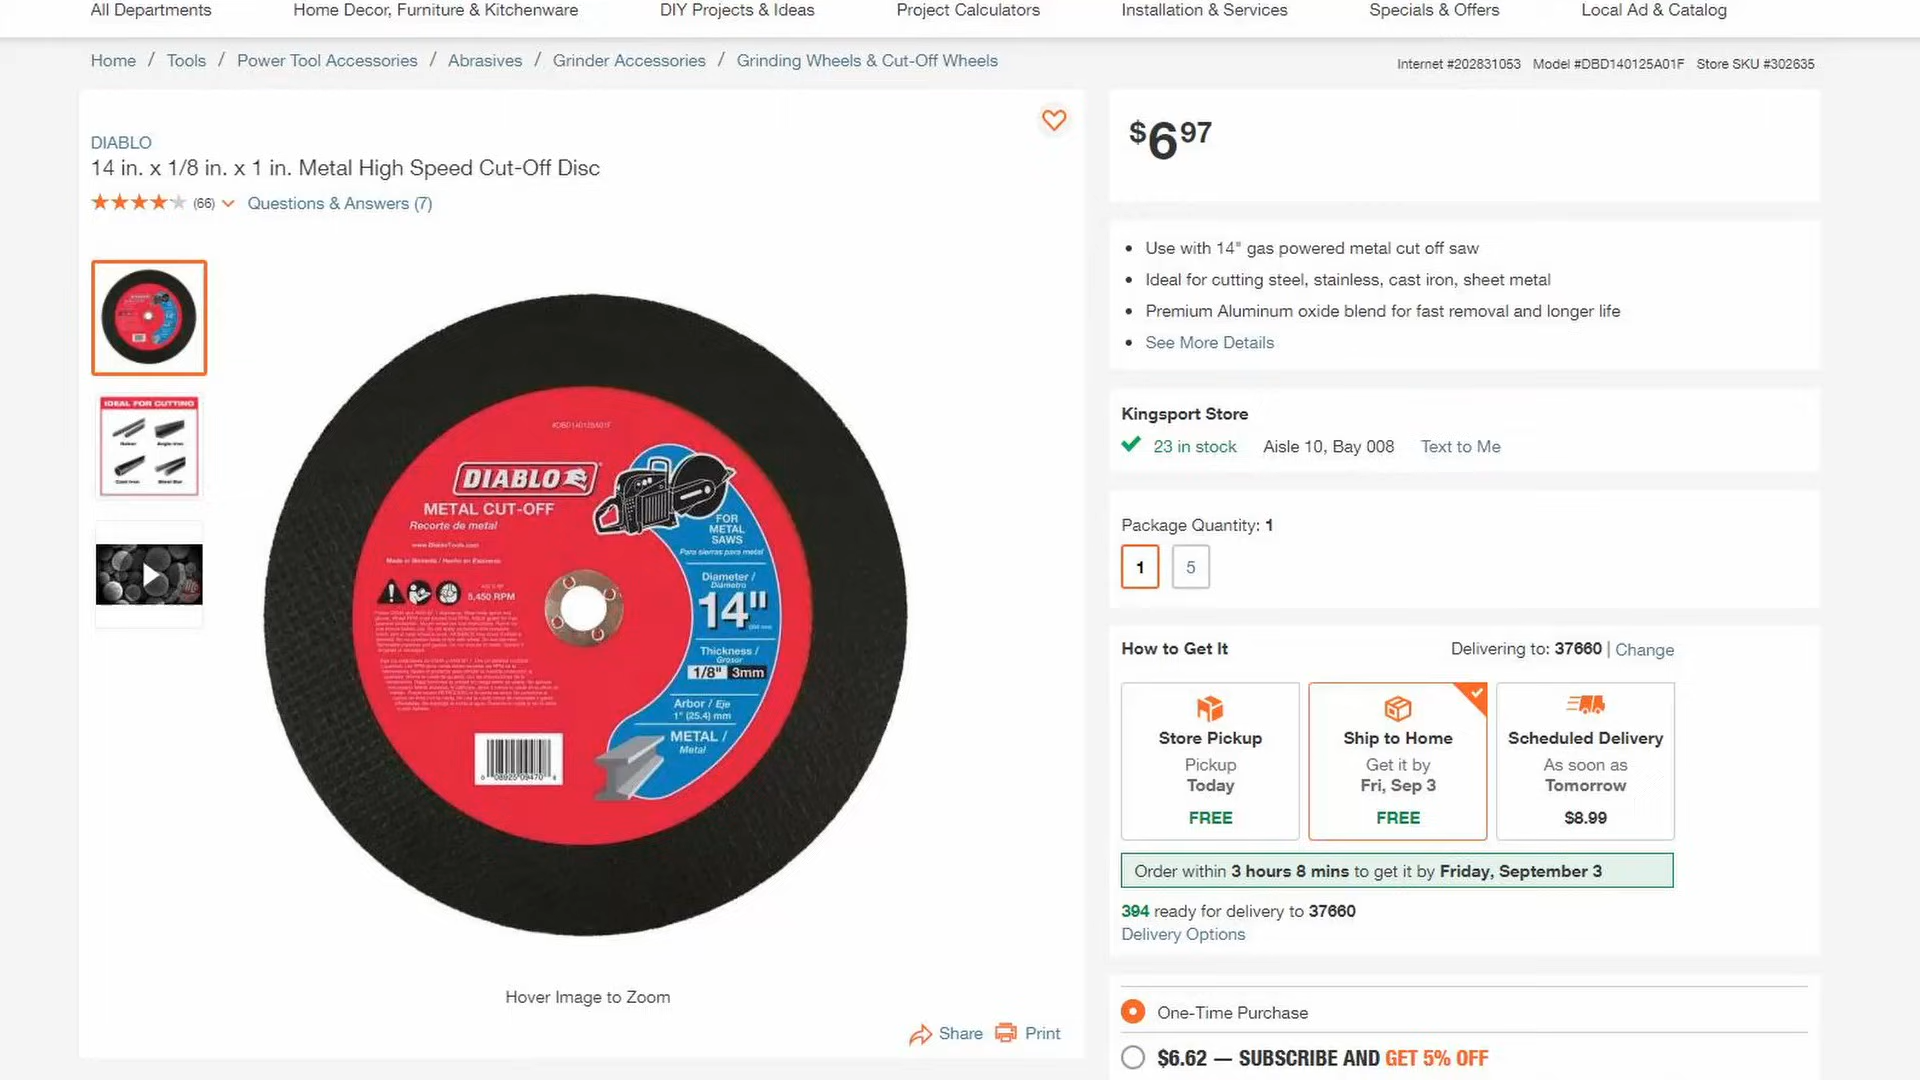 All Departments
Home Decor, Furniture & Kitchenware
DIY Projects & Ideas
Project Calculators
Installation & Services
Specials & Offers
Local Ad & Catalog
Home / Tools / Power Tool Accessories / Abrasives / Grinder Accessories / Grinding Wheels & Cut-Off Wheels
Internet #202831053 Model #DBD140125A01F Store SKU #302635
DIABLO
14 in. x 1/8 in. x 1 in. Metal High Speed Cut-Off Disc
(66) Questions & Answers (7)
IDEAL FOR CUTTING
#DBD140125A01F
DIABLO
METAL CUT-OFF
Recorte de metal
www.DiabloTools.com
5,450 RPM
FOR
METAL
SAWS
Para sierras para metal
Diameter /
Diámetro
14"
Thickness /
Grosor
1/8" 3mm
Arbor / Eje
1" (25.4) mm
METAL /
Metal
Hover Image to Zoom
Share Print
$6 97
Use with 14" gas powered metal cut off saw
Ideal for cutting steel, stainless, cast iron, sheet metal
Premium Aluminum oxide blend for fast removal and longer life
See More Details
Kingsport Store
23 in stock Aisle 10, Bay 008 Text to Me
Package Quantity: 1
1 5
How to Get It
Delivering to: 37660 | Change
Store Pickup
Pickup
Today
FREE
Ship to Home
Get it by
Fri, Sep 3
FREE
Scheduled Delivery
As soon as
Tomorrow
$8.99
Order within 3 hours 8 mins to get it by Friday, September 3
394 ready for delivery to 37660
Delivery Options
One-Time Purchase
$6.62 — SUBSCRIBE AND GET 5% OFF